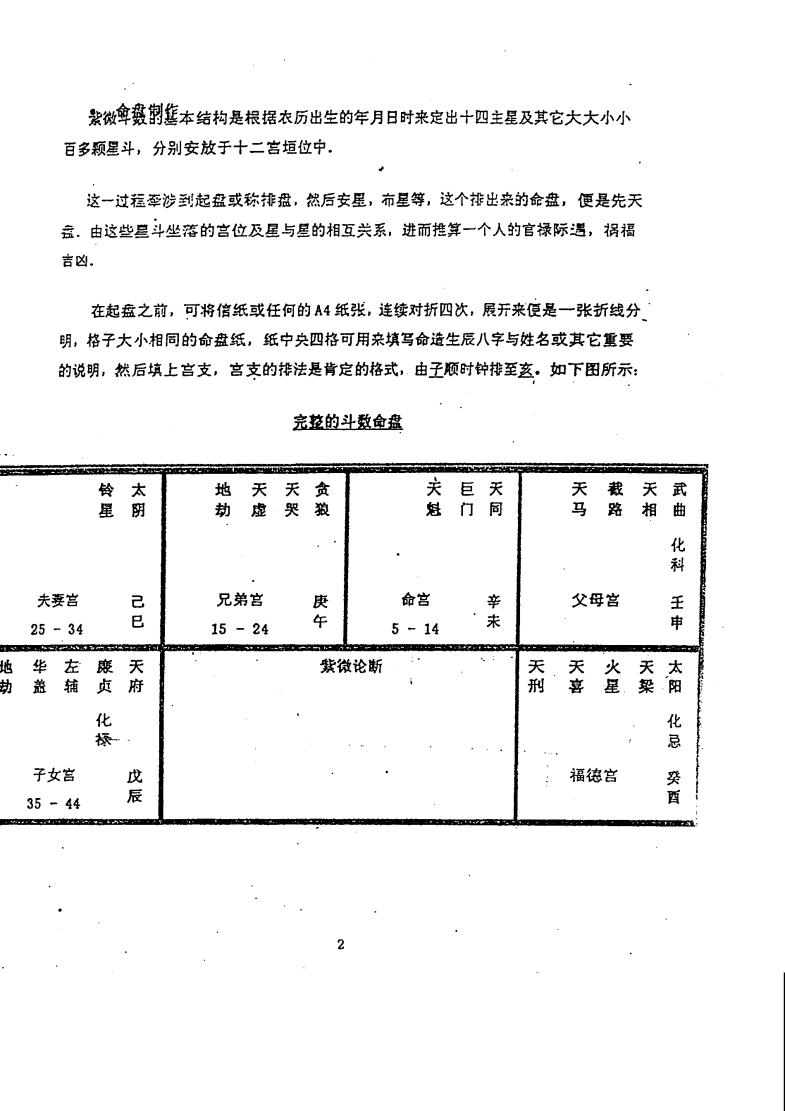 命盘制作
紫微斗数的基本结构是根据农历出生的年月日时来定出十四主星及其它大大小小
百多颗星斗，分别安放于十二宫垣位中．
这一过程牵涉到起盘或称排盘，然后安星，布星等，这个排出来的命盘，便是先天
盘．由这些星斗坐落的宫位及星与星的相互关系，进而推算一个人的官禄际遇，祸福
吉凶．
在起盘之前，可将信纸或任何的 A4 纸张，连续对折四次，展开来便是一张折线分
明，格子大小相同的命盘纸，纸中央四格可用来填写命造生辰八字与姓名或其它重要
的说明，然后填上宫支，宫支的排法是肯定的格式，由子顺时钟排至亥．如下图所示：
完整的斗数命盘
铃星 太阴
夫妻宫 己巳
25 - 34
地劫 天虚 天哭 贪狼
兄弟宫 庚午
15 - 24
天魁 巨门 天同
命宫 辛未
5 - 14
天马 截路 天相 武曲 化科
父母宫 壬申
地劫 华盖 左辅 廉贞 化禄 天府
子女宫 戊辰
35 - 44
紫微论断
天刑 天喜 火星 天梁 太阳 化忌
福德宫 癸酉
2